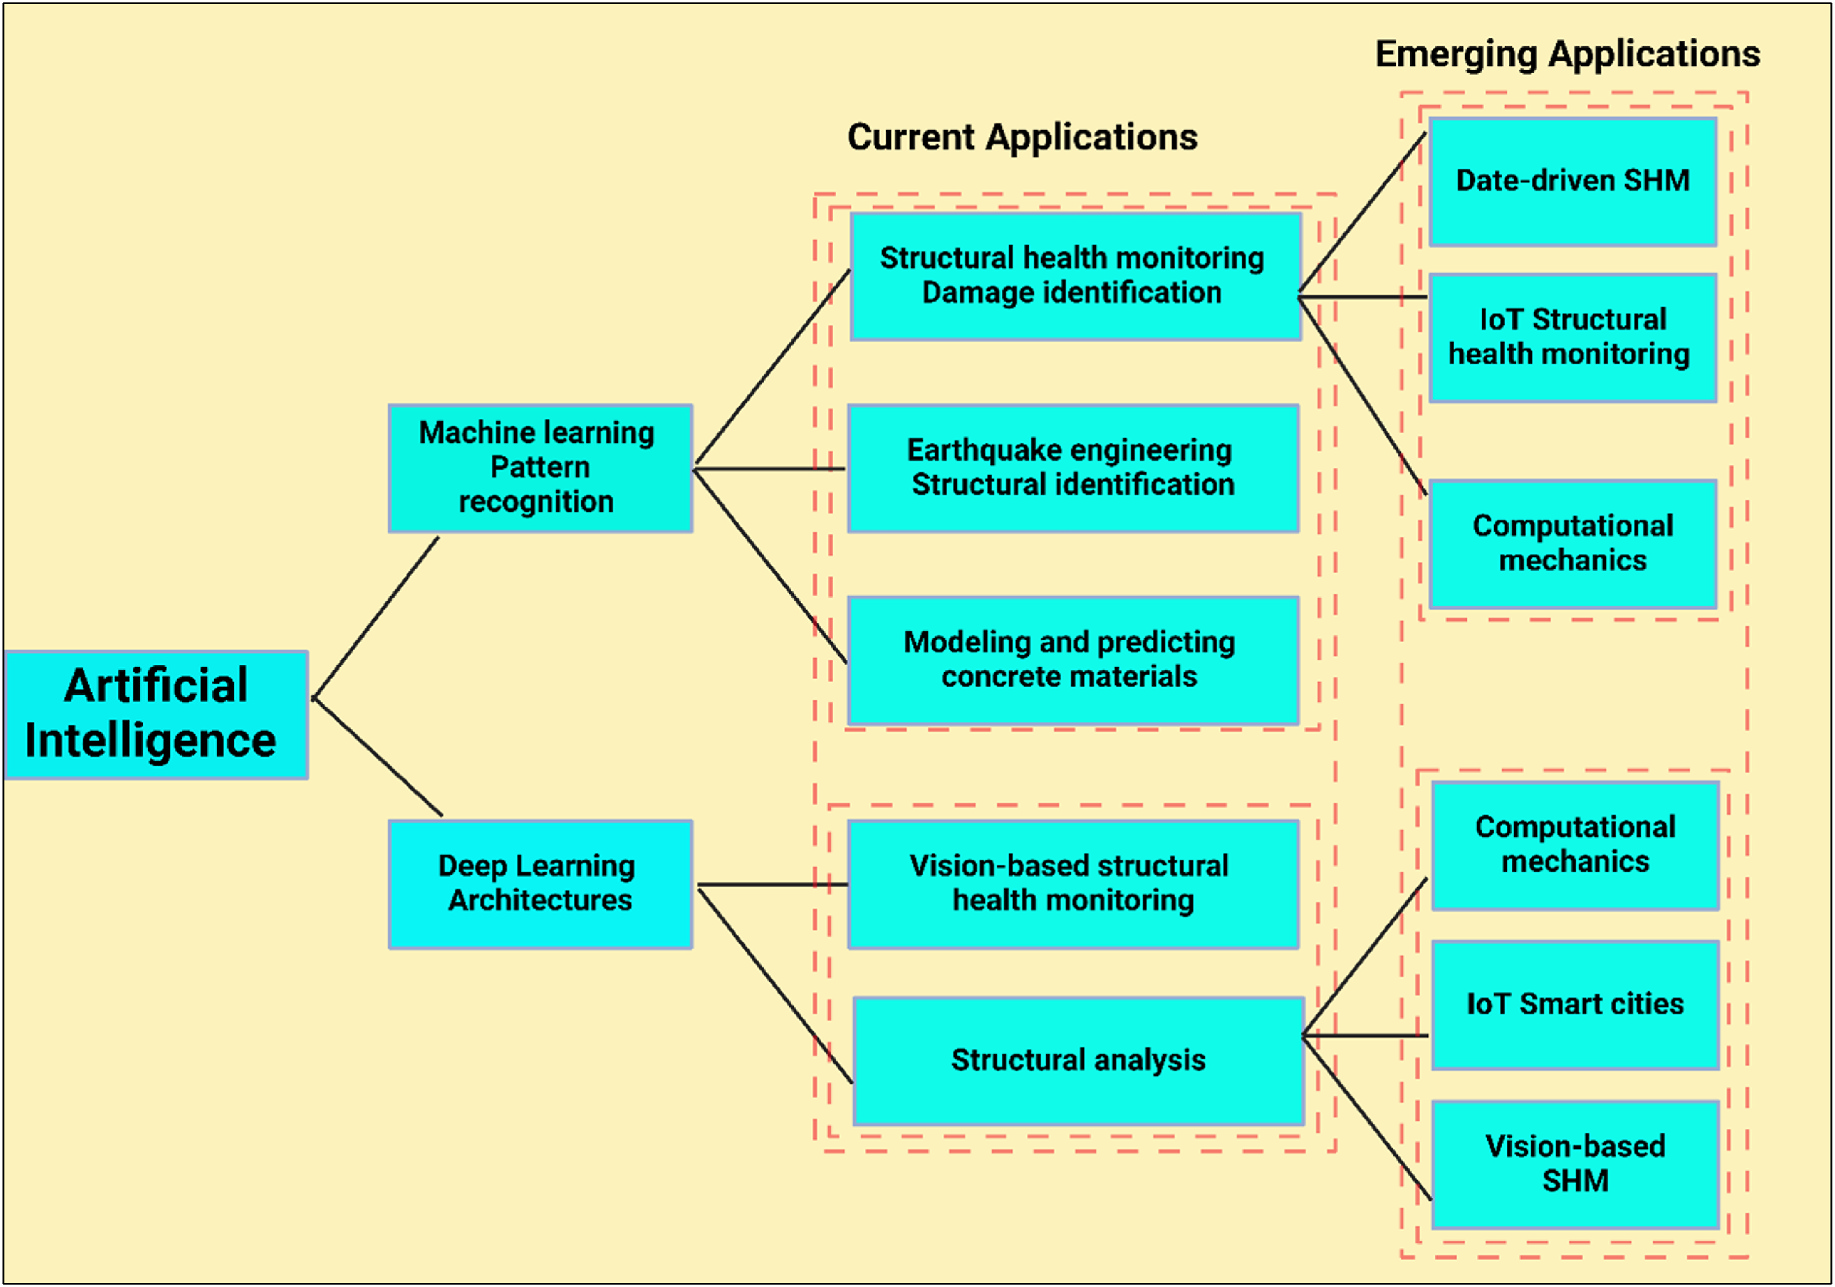 Emerging Applications
Current Applications
Date-driven SHM
Structural health monitoring
Damage identification
IoT Structural
health monitoring
Machine learning
Pattern
recognition
Earthquake engineering
Structural identification
Computational
mechanics
Modeling and predicting
concrete materials
Artificial
Intelligence
Deep Learning
Architectures
Vision-based structural
health monitoring
Computational
mechanics
Structural analysis
IoT Smart cities
Vision-based
SHM